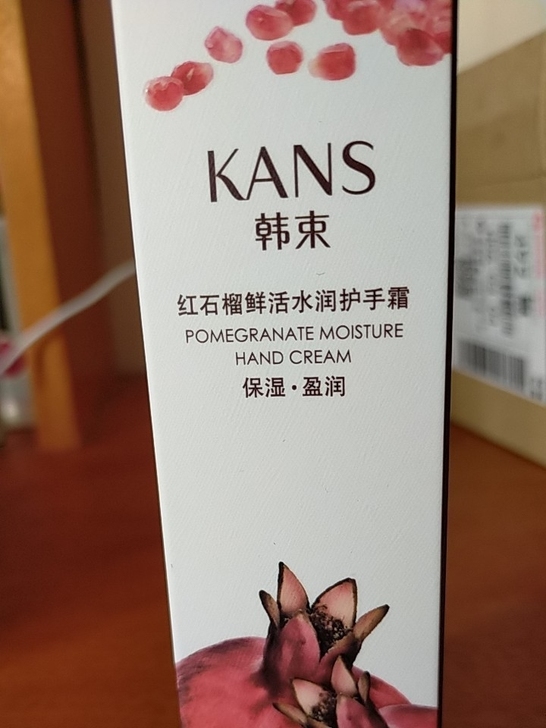 KANS
韩束
红石榴鲜活水润护手霜
POMEGRANATE MOISTURE
HAND CREAM
保湿·盈润